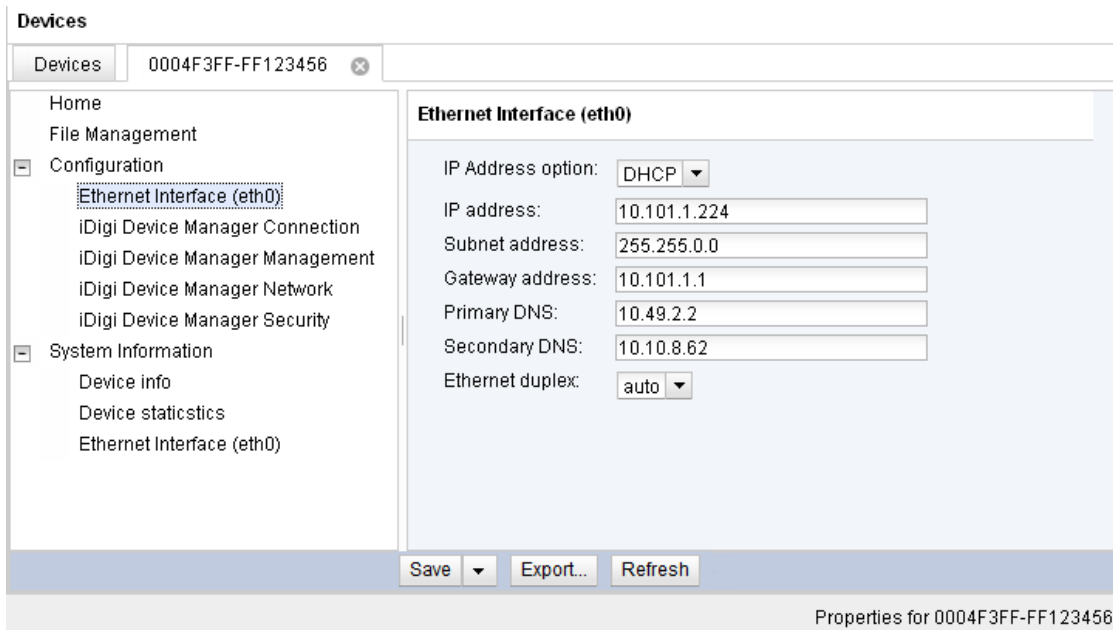 Devices
Devices 0004F3FF-FF123456
Home
File Management
Configuration
Ethernet Interface (eth0)
iDigi Device Manager Connection
iDigi Device Manager Management
iDigi Device Manager Network
iDigi Device Manager Security
System Information
Device info
Device staticstics
Ethernet Interface (eth0)
Ethernet Interface (eth0)
IP Address option: DHCP
IP address: 10.101.1.224
Subnet address: 255.255.0.0
Gateway address: 10.101.1.1
Primary DNS: 10.49.2.2
Secondary DNS: 10.10.8.62
Ethernet duplex: auto
Save Export... Refresh
Properties for 0004F3FF-FF123456